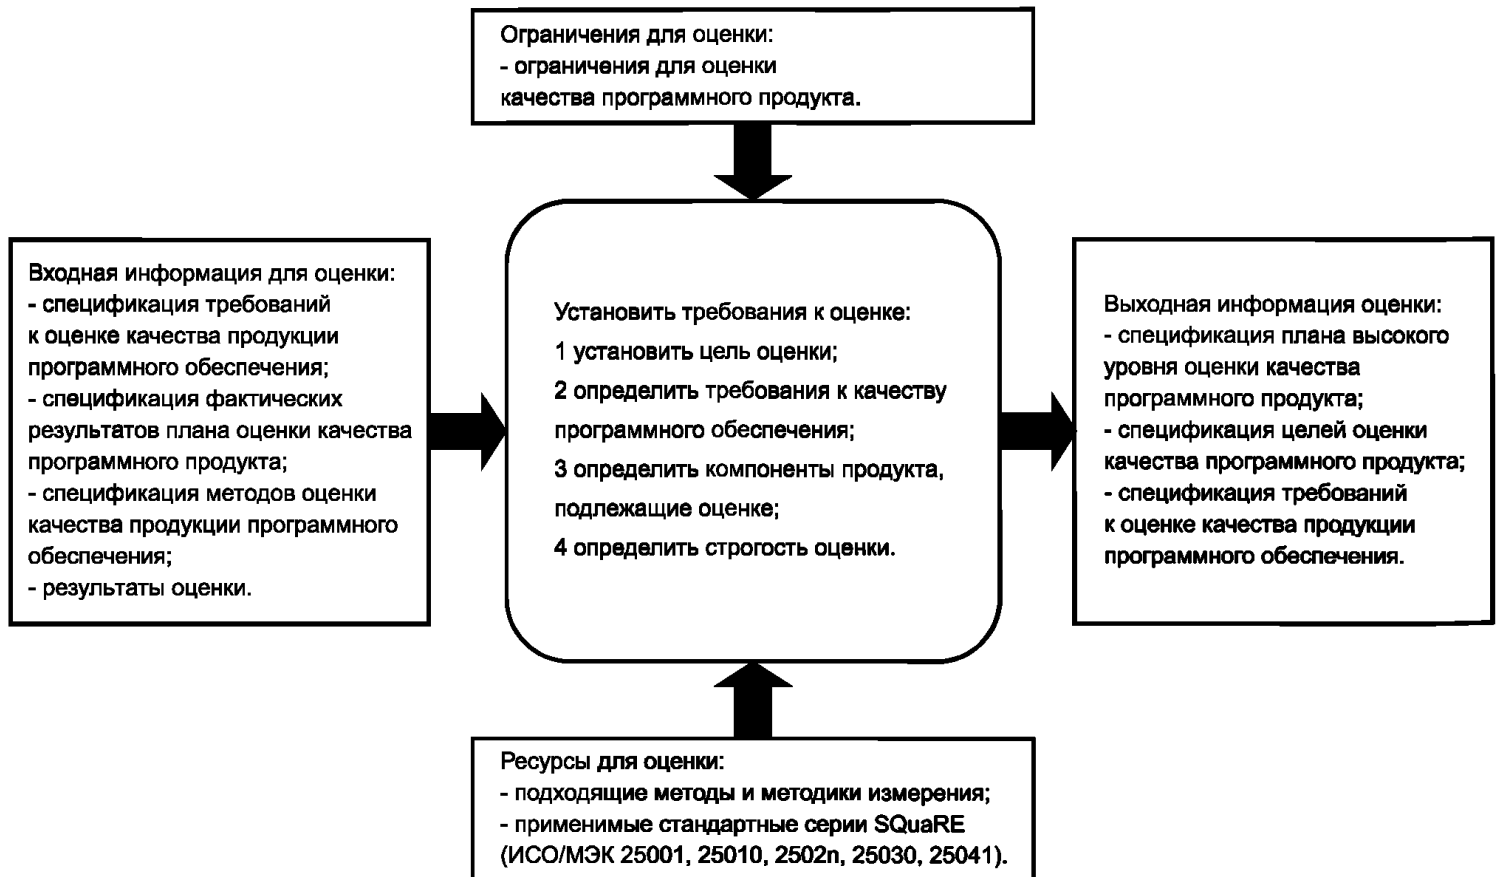 Ограничения для оценки:
- ограничения для оценки
качества программного продукта.
Входная информация для оценки:
- спецификация требований
к оценке качества продукции
программного обеспечения;
- спецификация фактических
результатов плана оценки качества
программного продукта;
- спецификация методов оценки
качества продукции программного
обеспечения;
- результаты оценки.
Установить требования к оценке:
1 установить цель оценки;
2 определить требования к качеству
программного обеспечения;
3 определить компоненты продукта,
подлежащие оценке;
4 определить строгость оценки.
Выходная информация оценки:
- спецификация плана высокого
уровня оценки качества
программного продукта;
- спецификация целей оценки
качества программного продукта;
- спецификация требований
к оценке качества продукции
программного обеспечения.
Ресурсы для оценки:
- подходящие методы и методики измерения;
- применимые стандартные серии SQuaRE
(ИСО/МЭК 25001, 25010, 2502n, 25030, 25041).